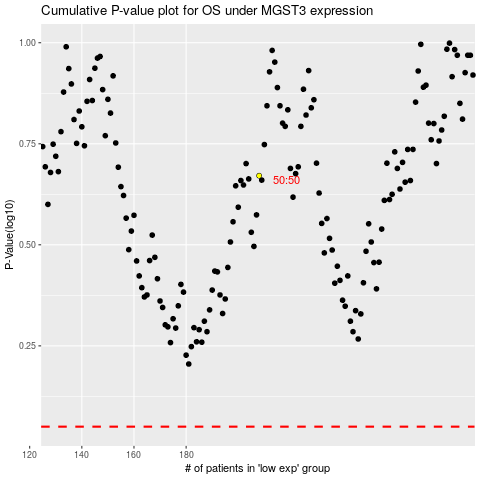 Cumulative P-value plot for OS under MGST3 expression
P-Value(log10)
1.00
0.75
0.50
0.25
50:50
120 140 160 180
# of patients in 'low exp' group